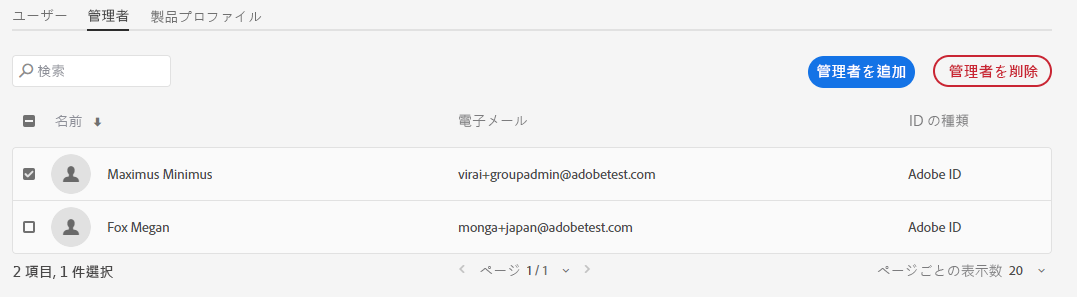 ユーザー 管理者 製品プロファイル
検索 管理者を追加 管理者を削除
名前 電子メール ID の種類
Maximus Minimus virai+groupadmin@adobetest.com Adobe ID
Fox Megan monga+japan@adobetest.com Adobe ID
2 項目, 1 件選択 ページ 1 / 1 ページごとの表示数 20